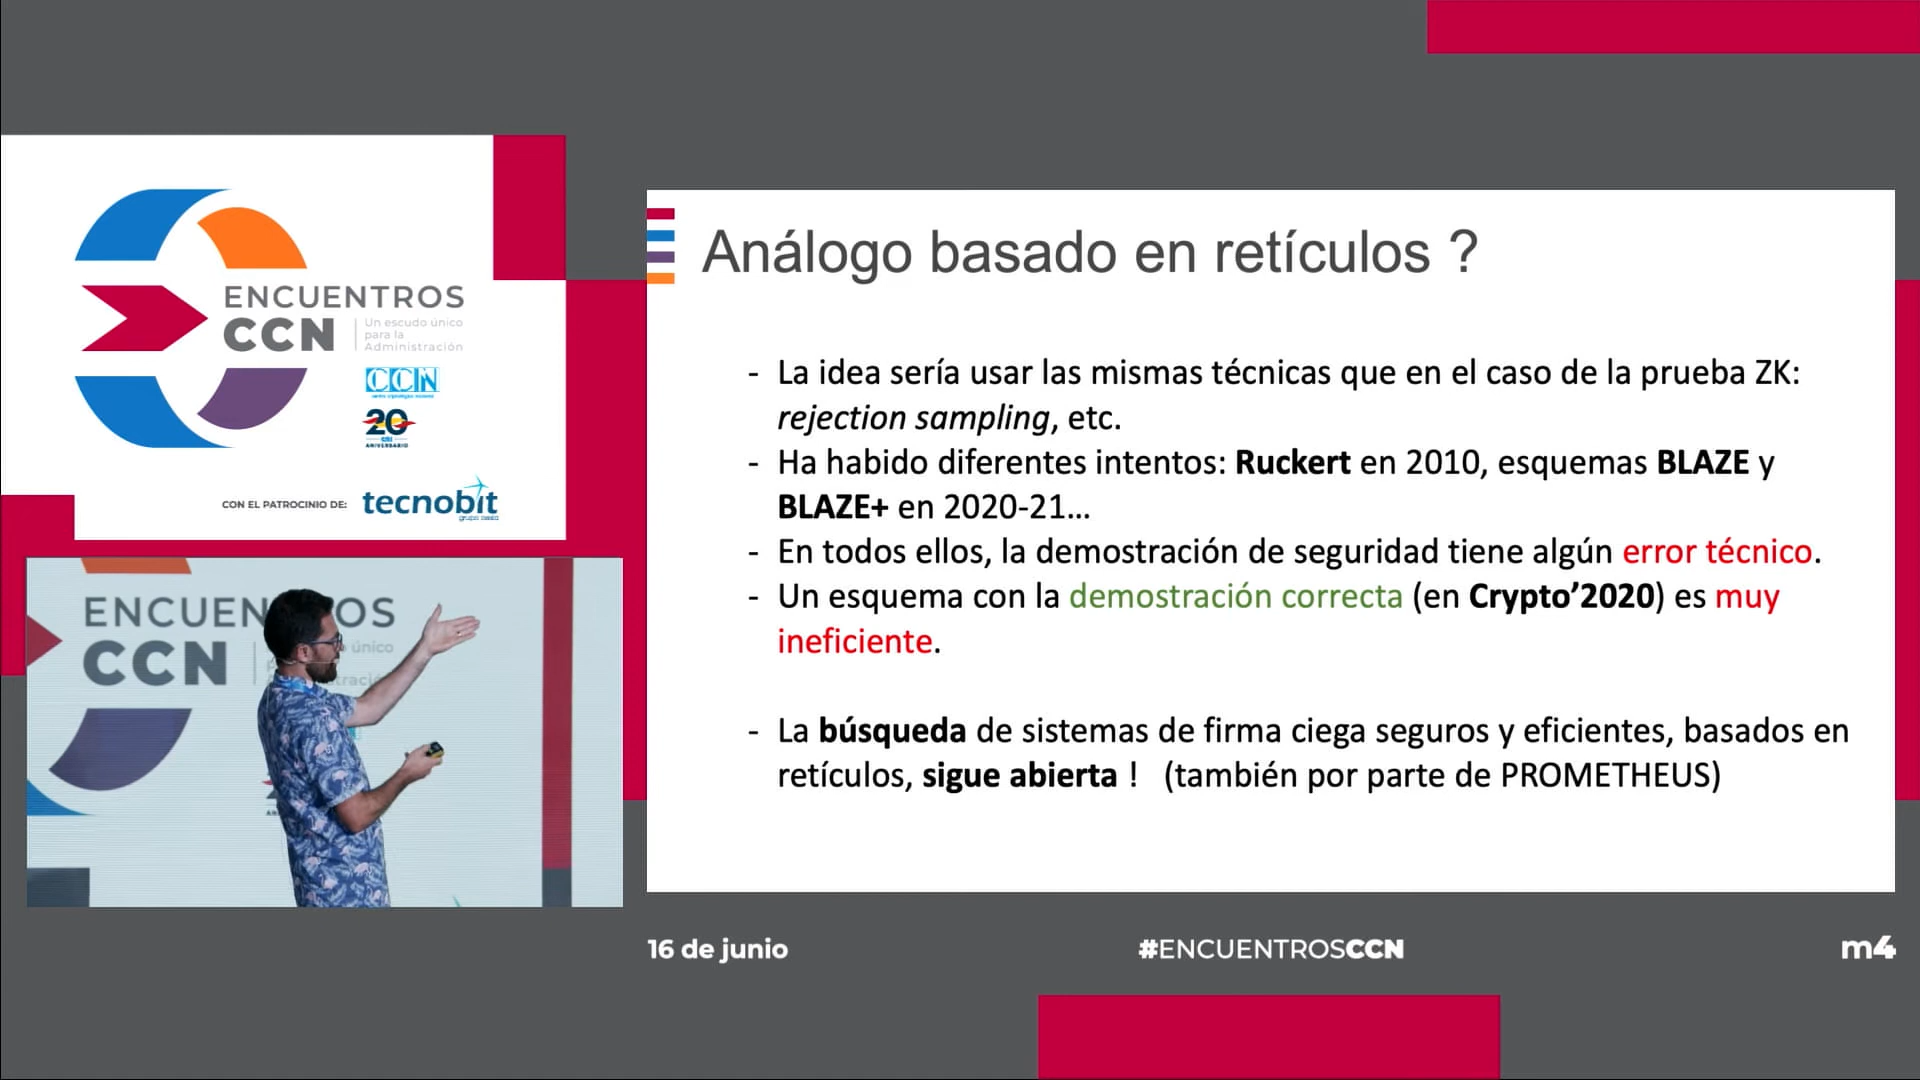 ENCUENTROS
CCN
Un escudo único
para la
Administración
CCN
20
ANIVERSARIO
CON EL PATROCINIO DE:
tecnobit
Análogo basado en retículos ?
- La idea sería usar las mismas técnicas que en el caso de la prueba ZK:
rejection sampling, etc.
- Ha habido diferentes intentos: Ruckert en 2010, esquemas BLAZE y
BLAZE+ en 2020-21...
- En todos ellos, la demostración de seguridad tiene algún error técnico.
- Un esquema con la demostración correcta (en Crypto’2020) es muy
ineficiente.
- La búsqueda de sistemas de firma ciega seguros y eficientes, basados en
retículos, sigue abierta ! (también por parte de PROMETHEUS)
ENCUEN OS
CCN
único
16 de junio
#ENCUENTROSCCN
m4